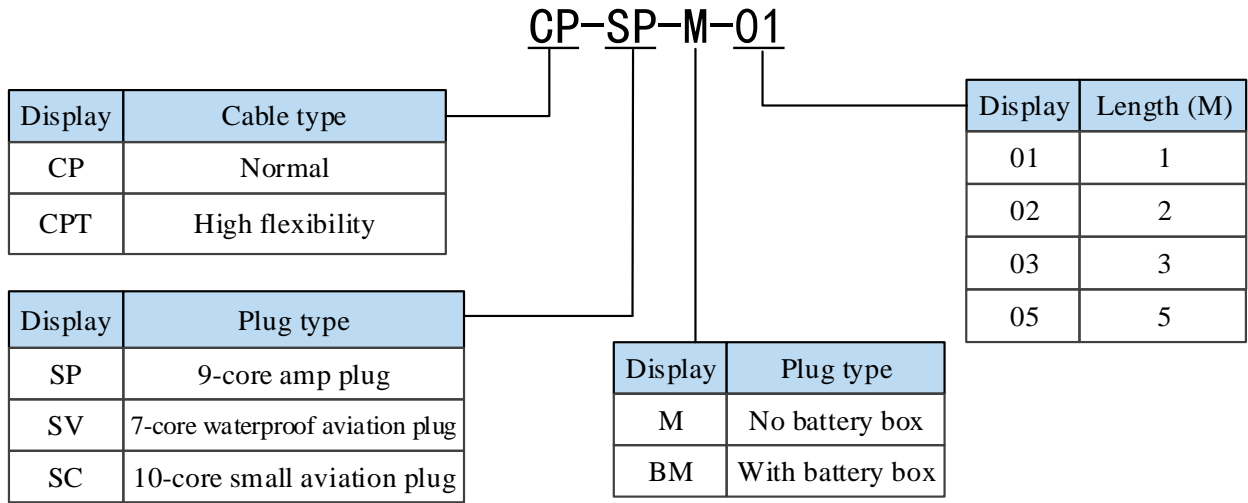 CP-SP-M-01
Display Cable type
CP Normal
CPT High flexibility
Display Plug type
SP 9-core amp plug
SV 7-core waterproof aviation plug
SC 10-core small aviation plug
Display Plug type
M No battery box
BM With battery box
Display Length (M)
01 1
02 2
03 3
05 5